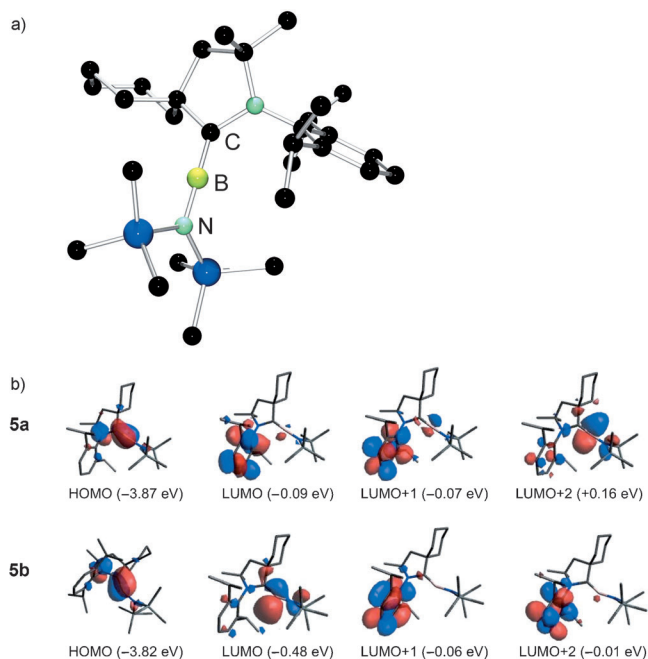 a)
C
B
N
b)
5a
HOMO (−3.87 eV) LUMO (−0.09 eV) LUMO+1 (−0.07 eV) LUMO+2 (+0.16 eV)
5b
HOMO (−3.82 eV) LUMO (−0.48 eV) LUMO+1 (−0.06 eV) LUMO+2 (−0.01 eV)